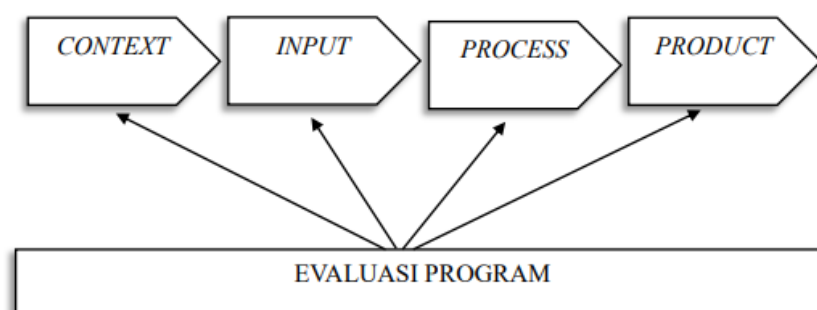 CONTEXT
INPUT
PROCESS
PRODUCT
EVALUASI PROGRAM